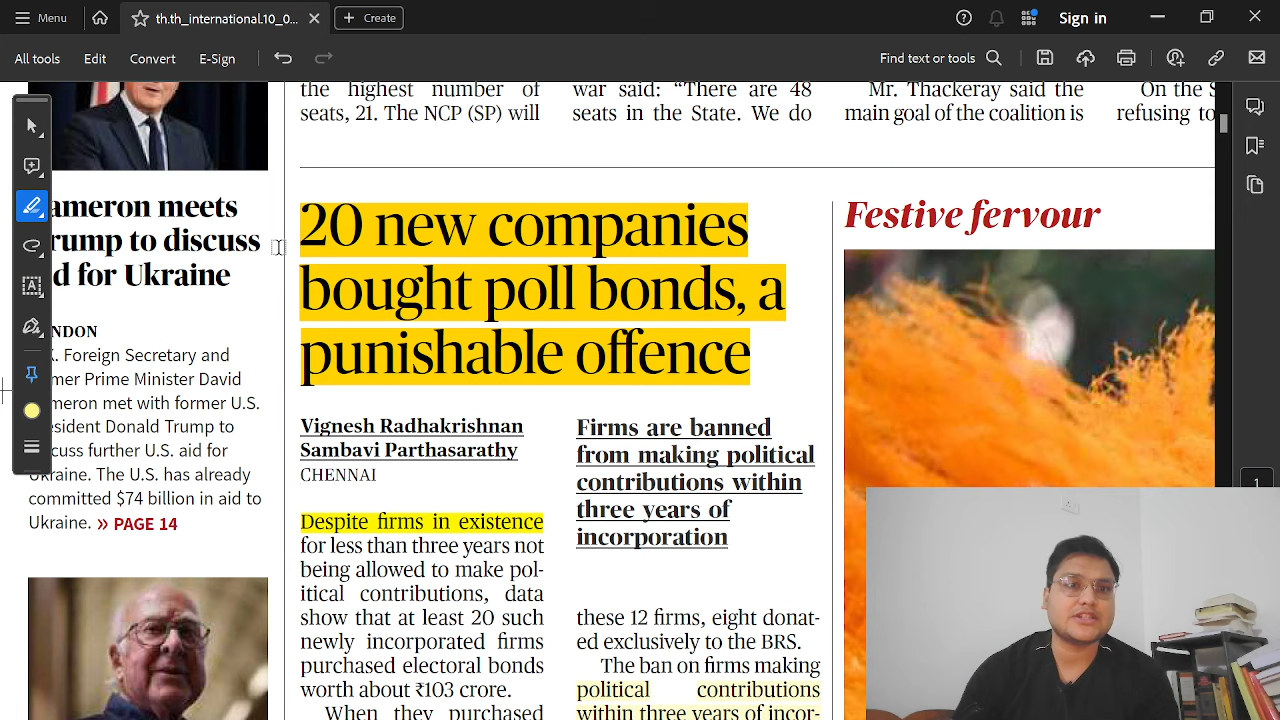 Menu
th.th_international.10_0...
Create
Sign in
All tools
Edit
Convert
E-Sign
Find text or tools
the highest number of
seats, 21. The NCP (SP) will
war said: “There are 48
seats in the State. We do
Mr. Thackeray said the
main goal of the coalition is
On the S
refusing to
ameron meets
rump to discuss
d for Ukraine
NDON
. Foreign Secretary and
mer Prime Minister David
meron met with former U.S.
esident Donald Trump to
cuss further U.S. aid for
Ukraine. The U.S. has already
committed $74 billion in aid to
Ukraine. » PAGE 14
20 new companies
bought poll bonds, a
punishable offence
Vignesh Radhakrishnan
Sambavi Parthasarathy
CHENNAI
Despite firms in existence
for less than three years not
being allowed to make pol-
itical contributions, data
show that at least 20 such
newly incorporated firms
purchased electoral bonds
worth about ₹103 crore.
When they purchased
Firms are banned
from making political
contributions within
three years of
incorporation
these 12 firms, eight donat-
ed exclusively to the BRS.
The ban on firms making
political contributions
within three years of incor-
Festive fervour
1